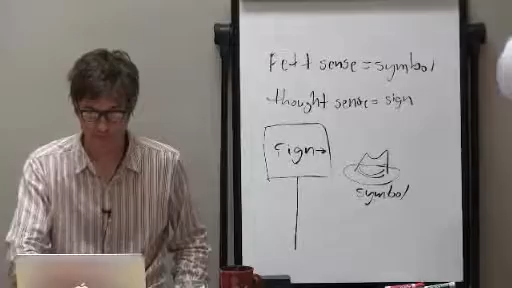 Felt sense = symbol
thought sense = sign
sign→
symbol